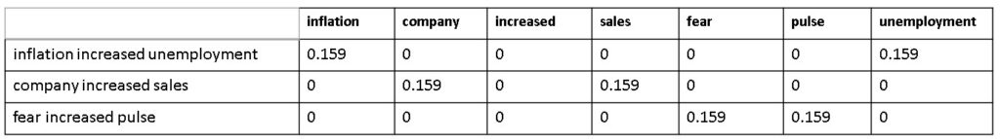 inflation company increased sales fear pulse unemployment
inflation increased unemployment 0.159 0 0 0 0 0 0.159
company increased sales 0 0.159 0 0.159 0 0 0
fear increased pulse 0 0 0 0 0.159 0.159 0